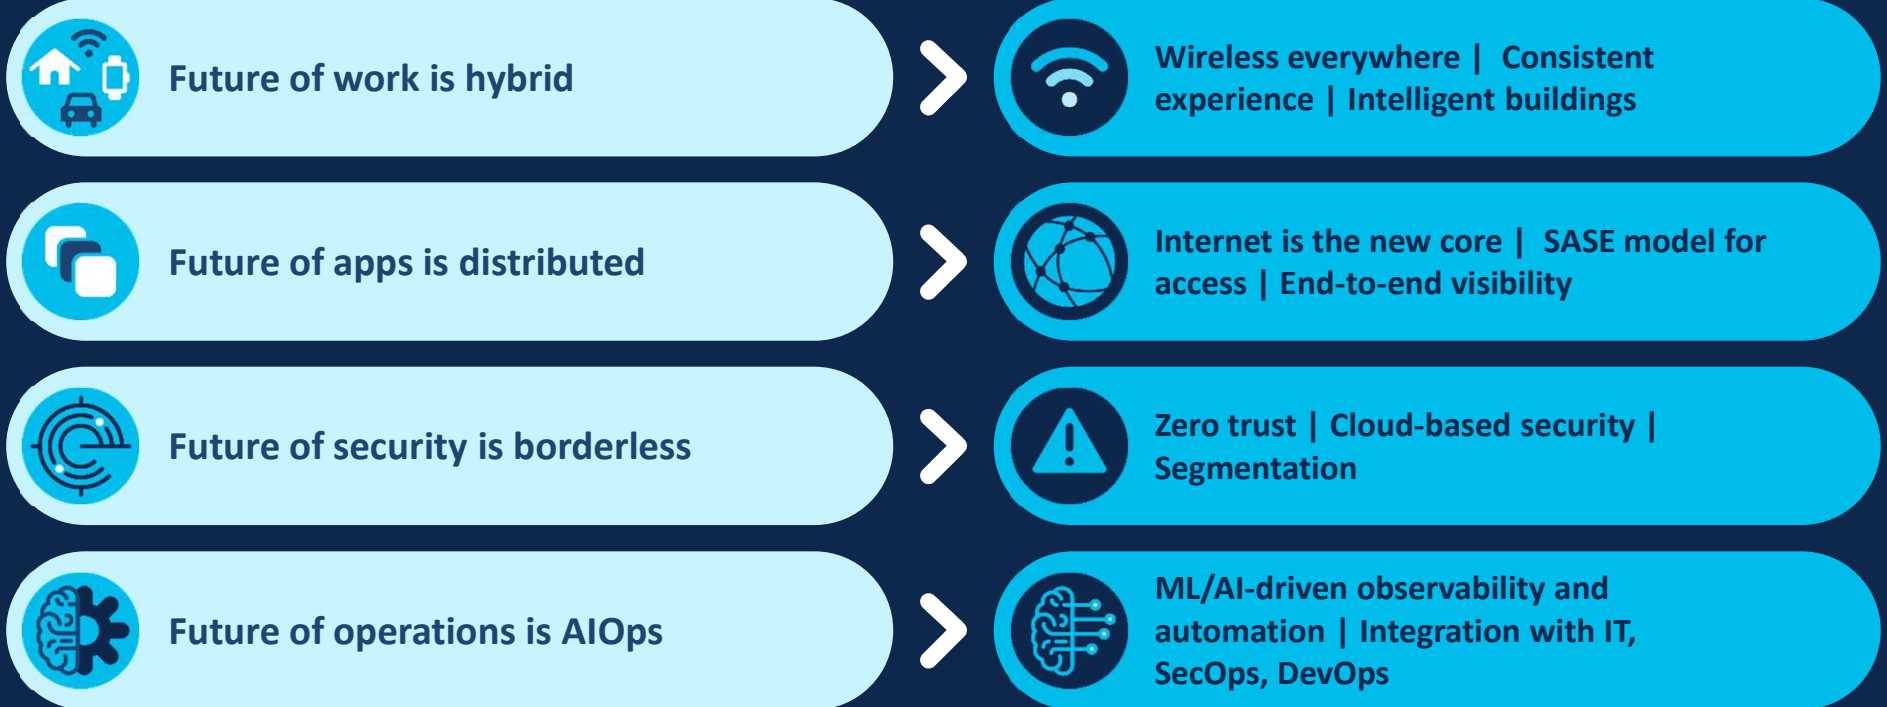 Future of work is hybrid
Wireless everywhere | Consistent
experience | Intelligent buildings
Future of apps is distributed
Internet is the new core | SASE model for
access | End-to-end visibility
Future of security is borderless
Zero trust | Cloud-based security |
Segmentation
Future of operations is AIOps
ML/AI-driven observability and
automation | Integration with IT,
SecOps, DevOps